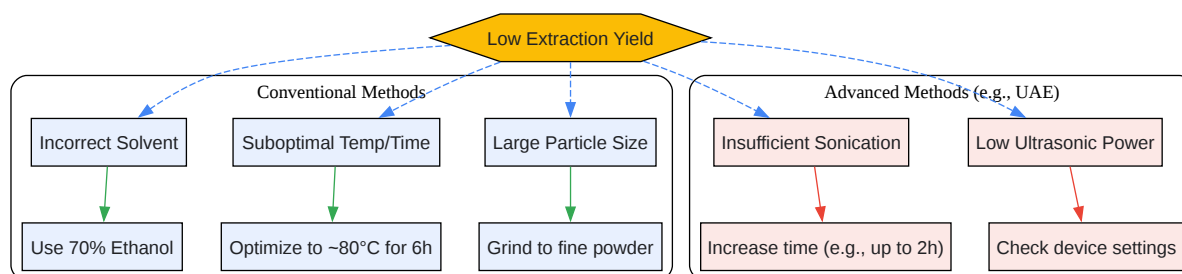 Low Extraction Yield
Conventional Methods
Advanced Methods (e.g., UAE)
Incorrect Solvent
Suboptimal Temp/Time
Large Particle Size
Insufficient Sonication
Low Ultrasonic Power
Use 70% Ethanol
Optimize to ~80°C for 6h
Grind to fine powder
Increase time (e.g., up to 2h)
Check device settings